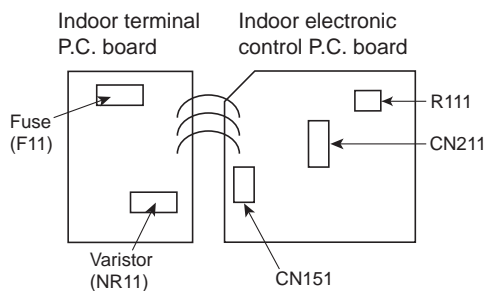 Indoor terminal
P.C. board
Indoor electronic
control P.C. board
Fuse
(F11)
R111
CN211
Varistor
(NR11)
CN151